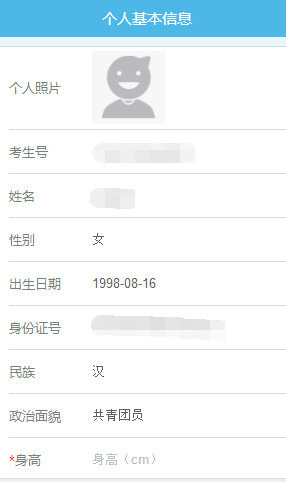 个人基本信息
个人照片
考生号
姓名
性别 女
出生日期 1998-08-16
身份证号
民族 汉
政治面貌 共青团员
*身高 身高（cm）